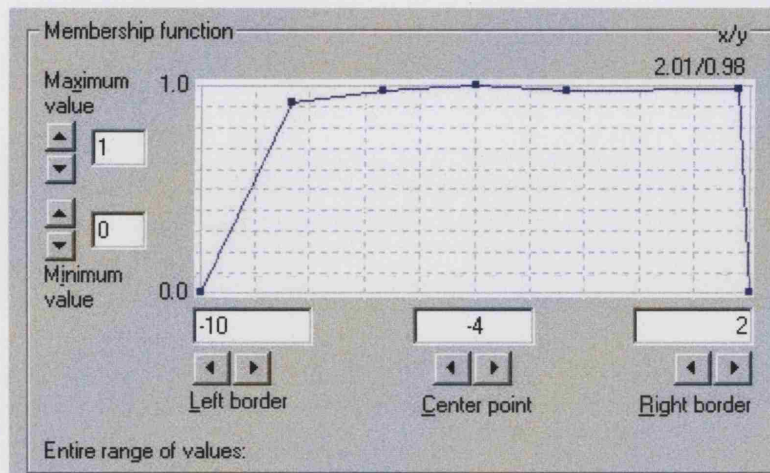 Membership function
x/y
2.01/0.98
Maximum
value
1.0
1
0
Minimum
value
0.0
-10
-4
2
Left border
Center point
Right border
Entire range of values: